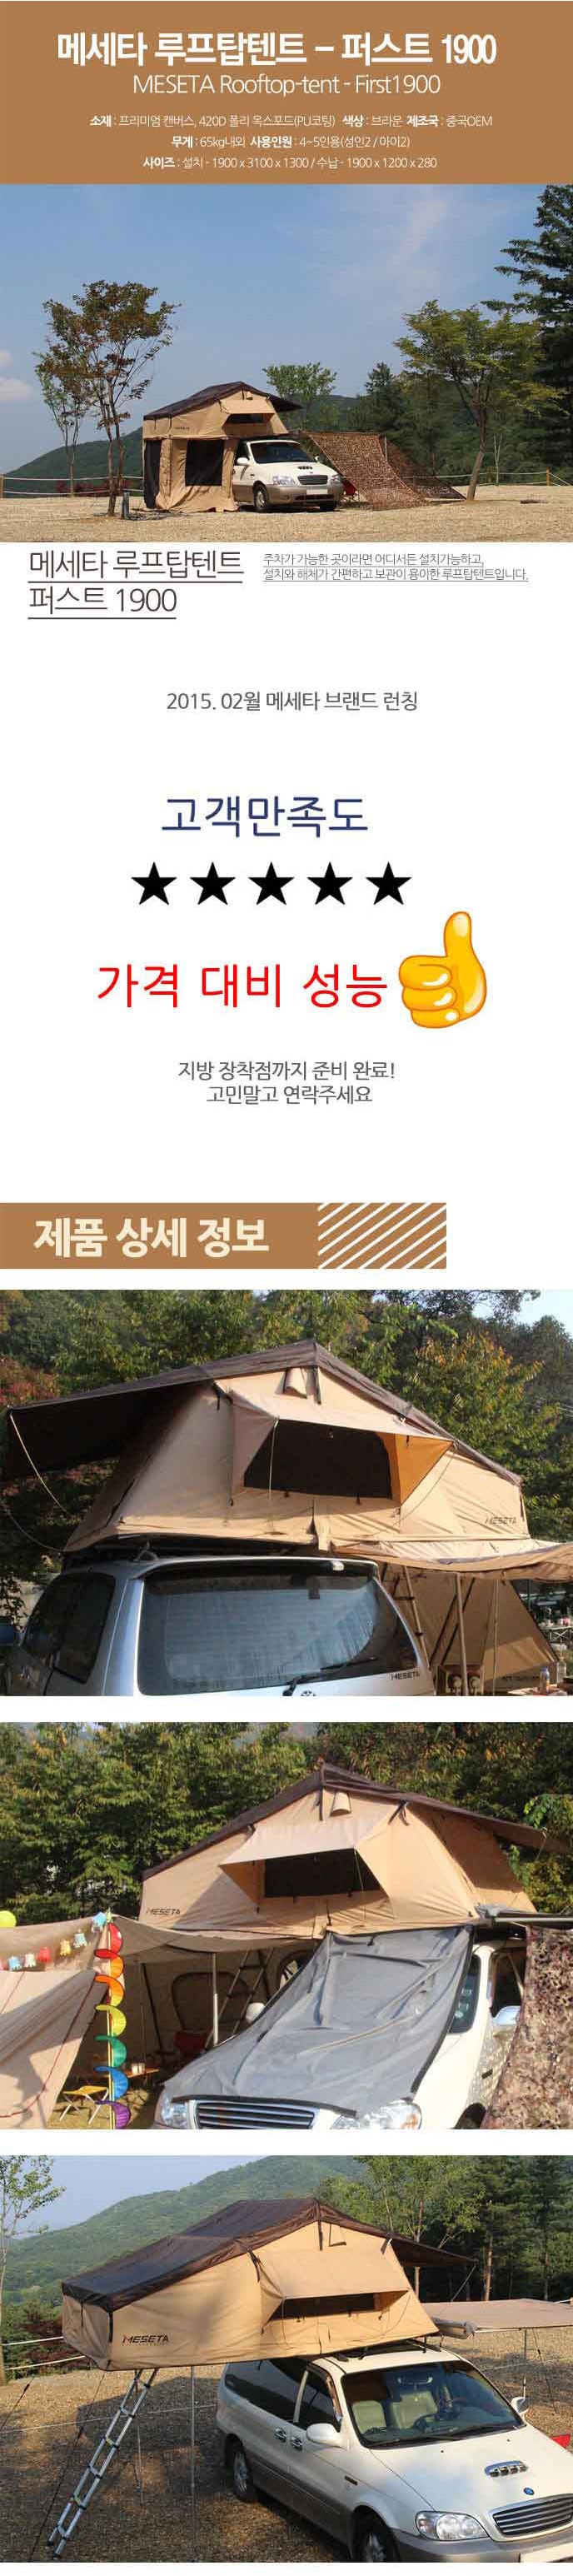 메세타 루프탑텐트 - 퍼스트 1900
MESETA Rooftop-tent - First1900
소재 : 프리미엄 캔버스, 420D 폴리 옥스포드(PU코팅) 색상 : 브라운 제조국 : 중국OEM
무게 : 65kg내외 사용인원 : 4~5인용(성인2 / 아이2)
사이즈 : 설치 - 1900 x 3100 x 1300 / 수납 - 1900 x 1200 x 280
메세타 루프탑텐트
퍼스트 1900
주차가 가능한 곳이라면 어디서든 설치가능하고,
설치와 해체가 간편하고 보관이 용이한 루프탑텐트입니다.
2015. 02월 메세타 브랜드 런칭
고객만족도
★ ★ ★ ★ ★
가격 대비 성능
지방 장착점까지 준비 완료!
고민말고 연락주세요
제품 상세 정보
MESETA
MESETA
MESETA
MESETA